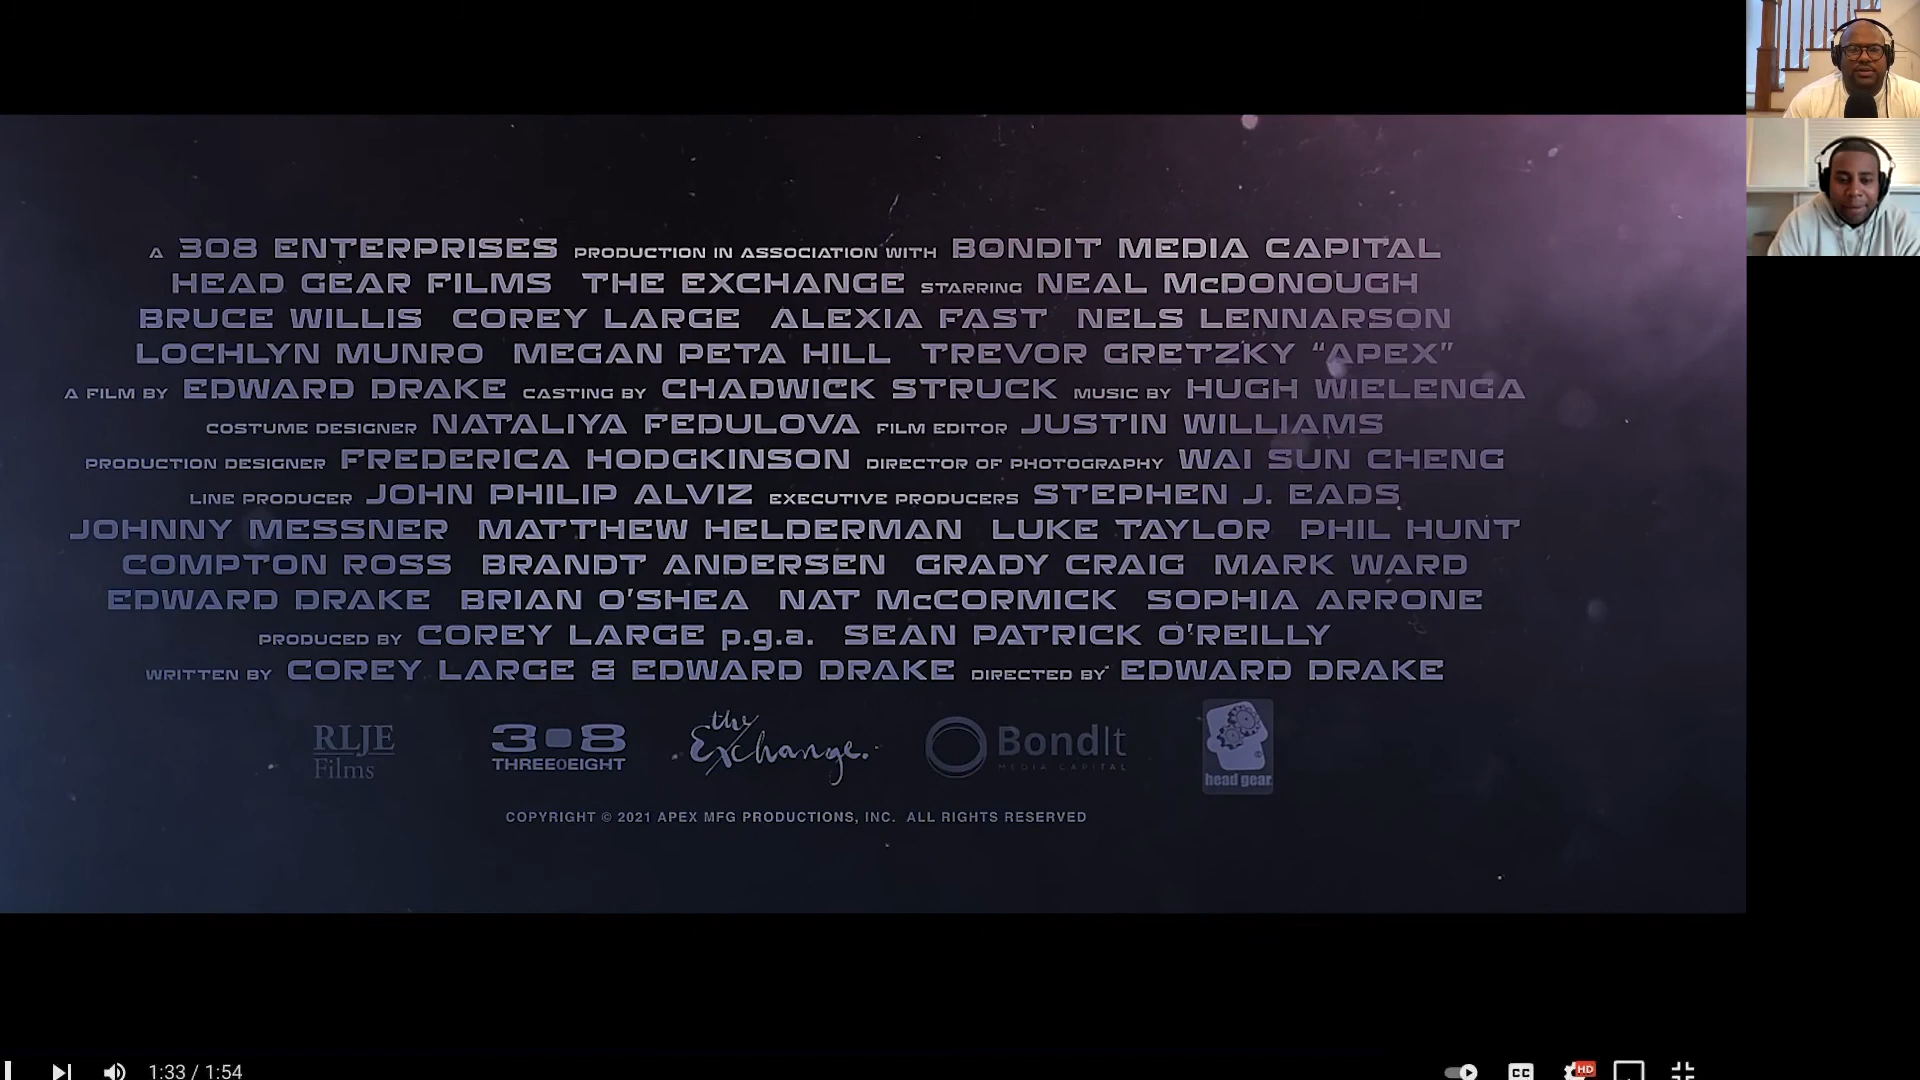 A 308 ENTERPRISES PRODUCTION IN ASSOCIATION WITH BONDIT MEDIA CAPITAL
HEAD GEAR FILMS THE EXCHANGE STARRING NEAL McDONOUGH
BRUCE WILLIS COREY LARGE ALEXIA FAST NELS LENNARSON
LOCHLYN MUNRO MEGAN PETA HILL TREVOR GRETZKY “APEX”
A FILM BY EDWARD DRAKE CASTING BY CHADWICK STRUCK MUSIC BY HUGH WIELENGA
COSTUME DESIGNER NATALIYA FEDULOVA FILM EDITOR JUSTIN WILLIAMS
PRODUCTION DESIGNER FREDERICA HODGKINSON DIRECTOR OF PHOTOGRAPHY WAI SUN CHENG
LINE PRODUCER JOHN PHILIP ALVIZ EXECUTIVE PRODUCERS STEPHEN J. EADS
JOHNNY MESSNER MATTHEW HELDERMAN LUKE TAYLOR PHIL HUNT
COMPTON ROSS BRANDT ANDERSEN GRADY CRAIG MARK WARD
EDWARD DRAKE BRIAN O'SHEA NAT McCORMICK SOPHIA ARRONE
PRODUCED BY COREY LARGE p.g.a. SEAN PATRICK O'REILLY
WRITTEN BY COREY LARGE & EDWARD DRAKE DIRECTED BY EDWARD DRAKE
RLJE Films
3 8 THREEOEIGHT
the Exchange.
BondIt MEDIA CAPITAL
head gear
COPYRIGHT © 2021 APEX MFG PRODUCTIONS, INC. ALL RIGHTS RESERVED
1:33 / 1:54
CC
HD